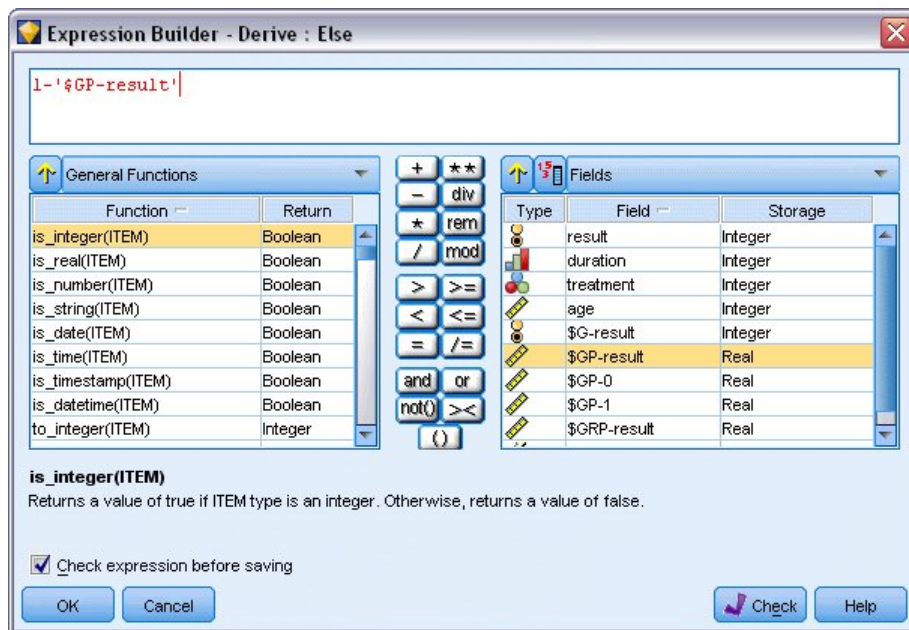 Expression Builder - Derive : Else
1-'$GP-result'
General Functions
Function Return
is_integer(ITEM) Boolean
is_real(ITEM) Boolean
is_number(ITEM) Boolean
is_string(ITEM) Boolean
is_date(ITEM) Boolean
is_time(ITEM) Boolean
is_timestamp(ITEM) Boolean
is_datetime(ITEM) Boolean
to_integer(ITEM) Integer
+ **
- div
* rem
/ mod
> >=
< <=
= /=
and or
not() ><
()
Fields
Type Field Storage
result Integer
duration Integer
treatment Integer
age Integer
$G-result Integer
$GP-result Real
$GP-0 Real
$GP-1 Real
$GRP-result Real
is_integer(ITEM)
Returns a value of true if ITEM type is an integer. Otherwise, returns a value of false.
Check expression before saving
OK Cancel Check Help